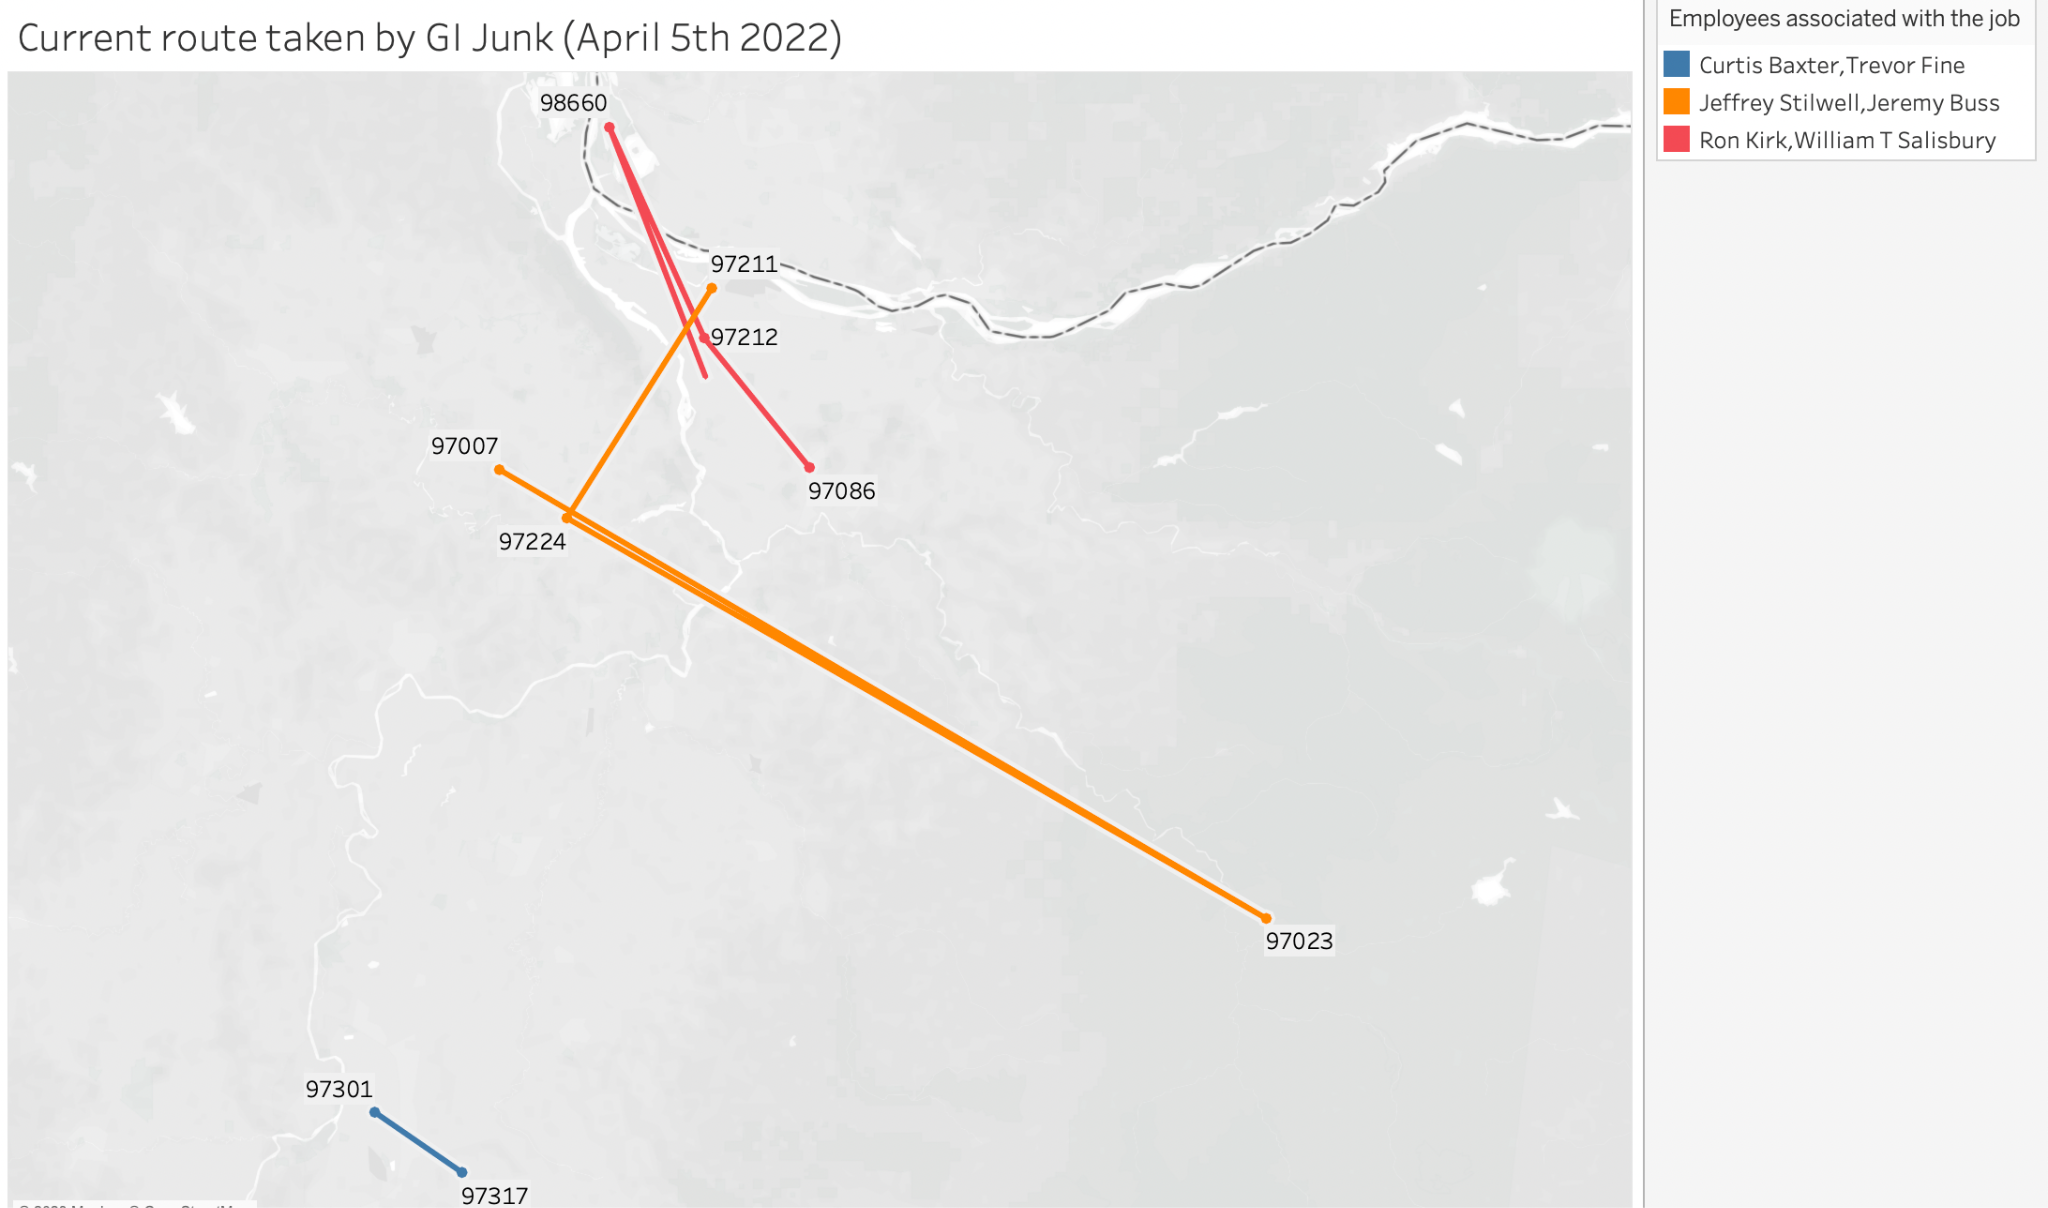 Current route taken by GI Junk (April 5th 2022)
Employees associated with the job
Curtis Baxter,Trevor Fine
Jeffrey Stilwell,Jeremy Buss
Ron Kirk,William T Salisbury
98660
97211
97212
97007
97086
97224
97023
97301
97317